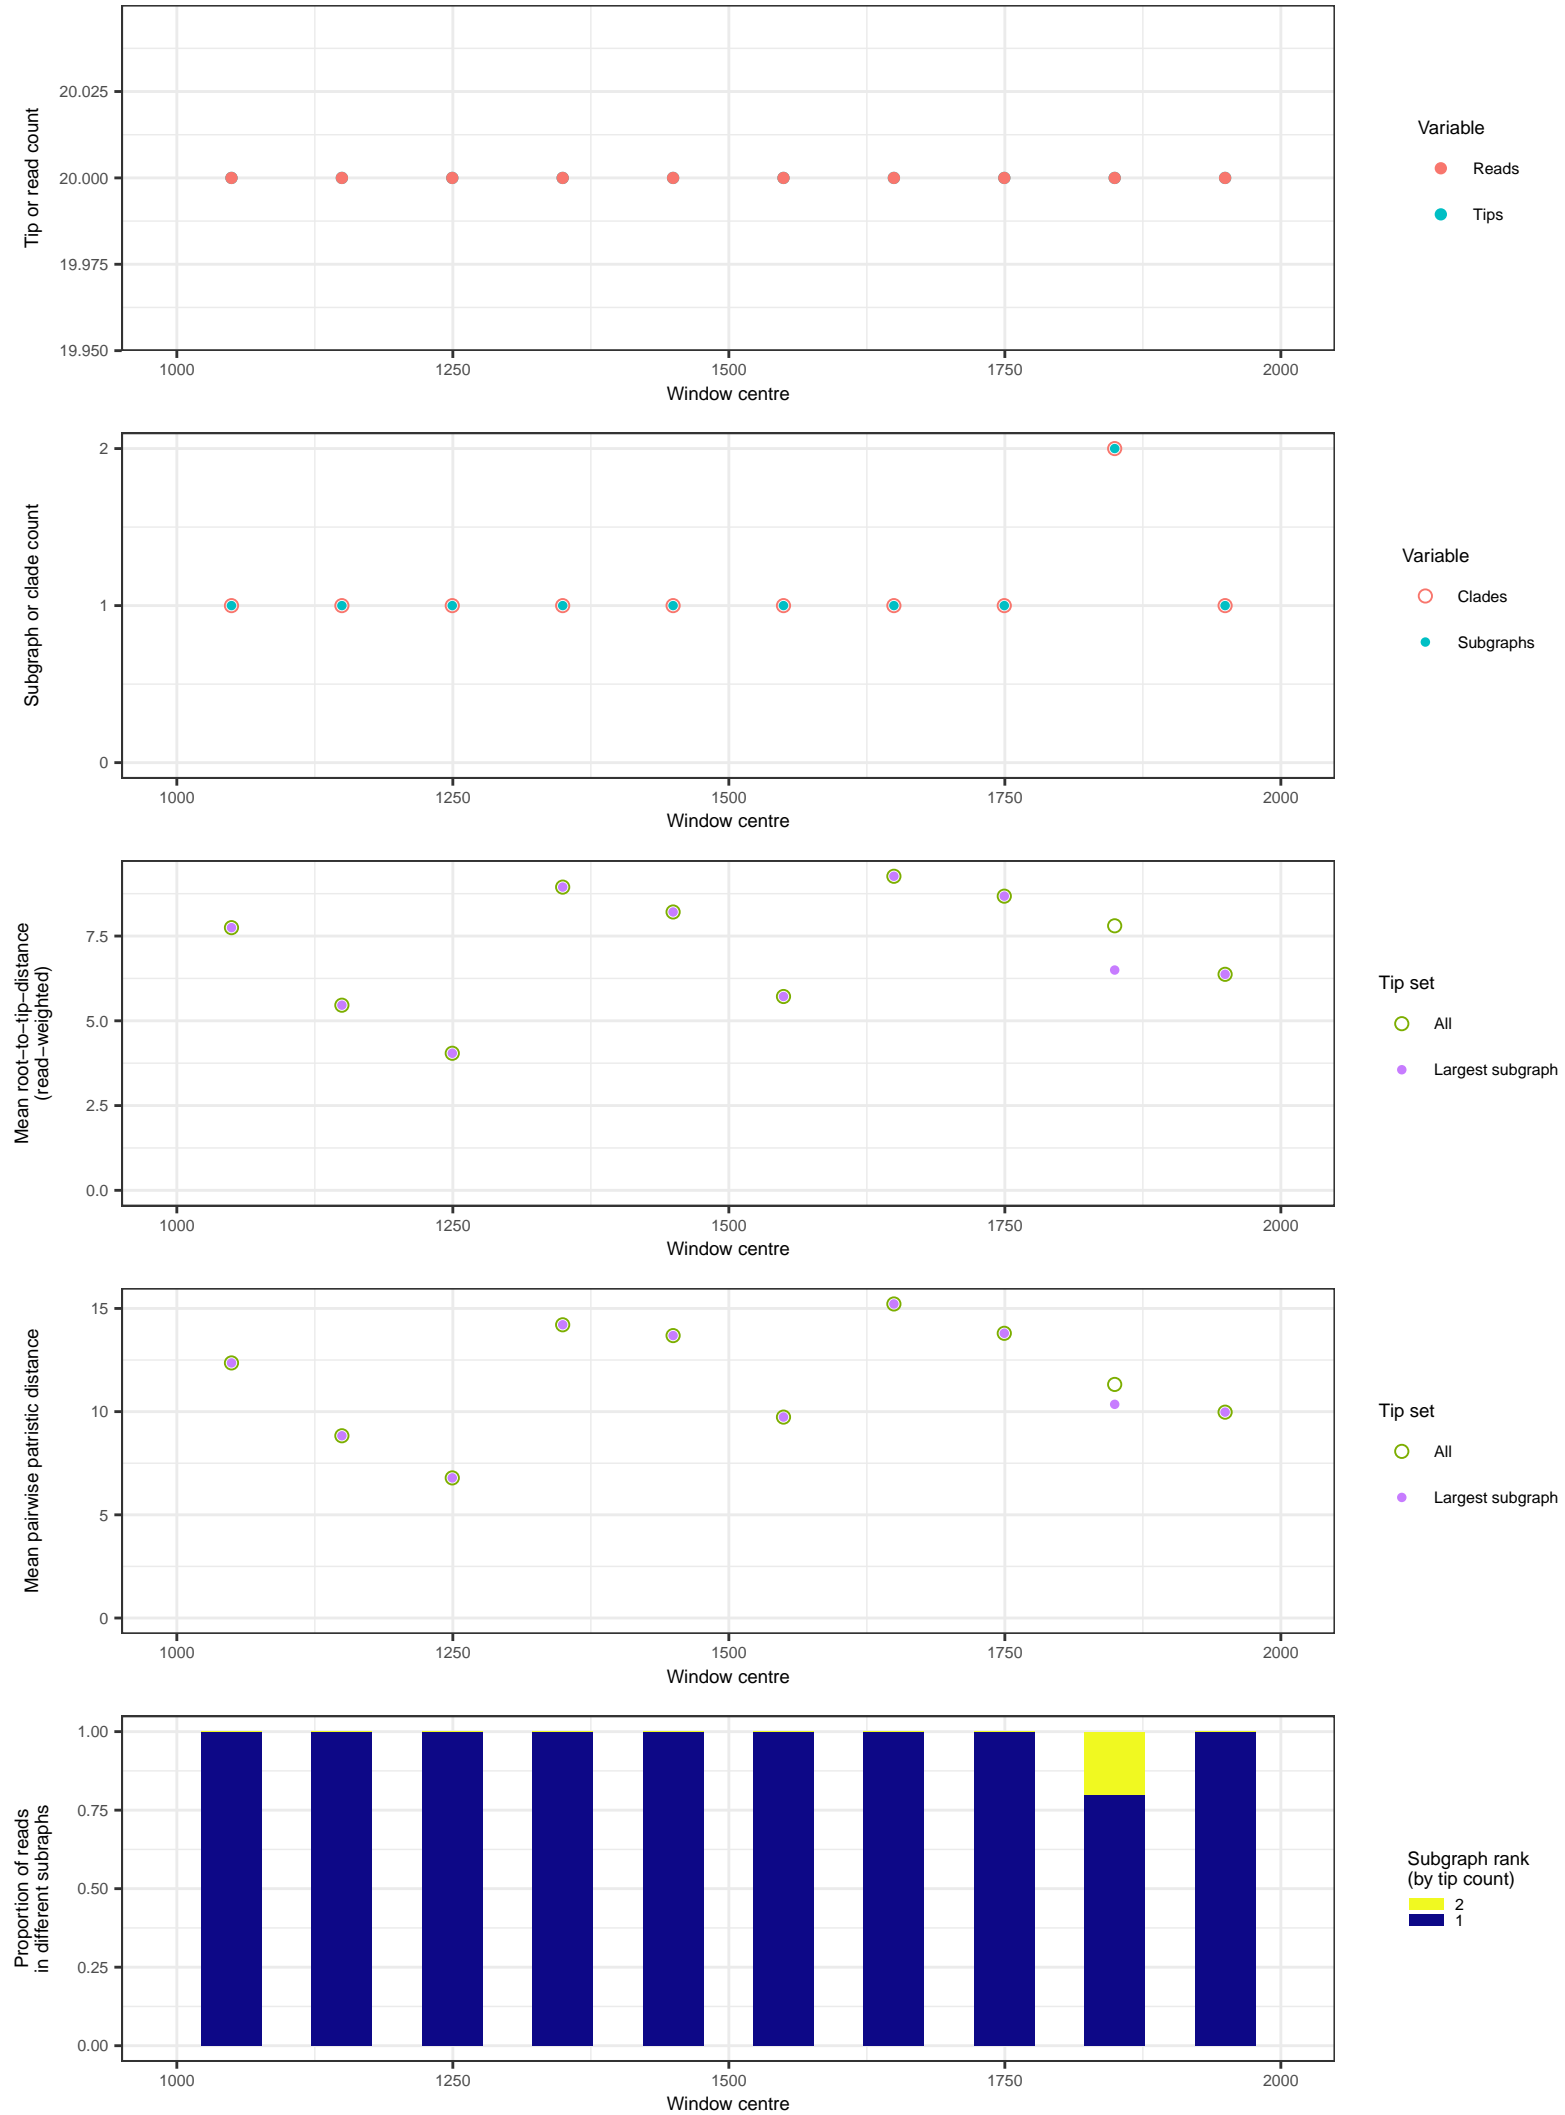 20.025
20.000
19.975
19.950
Tip or read count
1000 1250 1500 1750 2000
Window centre
Variable
Reads
Tips
2
1
0
Subgraph or clade count
1000 1250 1500 1750 2000
Window centre
Variable
Clades
Subgraphs
7.5
5.0
2.5
0.0
Mean root−to−tip−distance
(read−weighted)
1000 1250 1500 1750 2000
Window centre
Tip set
All
Largest subgraph
15
10
5
0
Mean pairwise patristic distance
1000 1250 1500 1750 2000
Window centre
Tip set
All
Largest subgraph
1.00
0.75
0.50
0.25
0.00
Proportion of reads
in different subraphs
1000 1250 1500 1750 2000
Window centre
Subgraph rank
(by tip count)
2
1